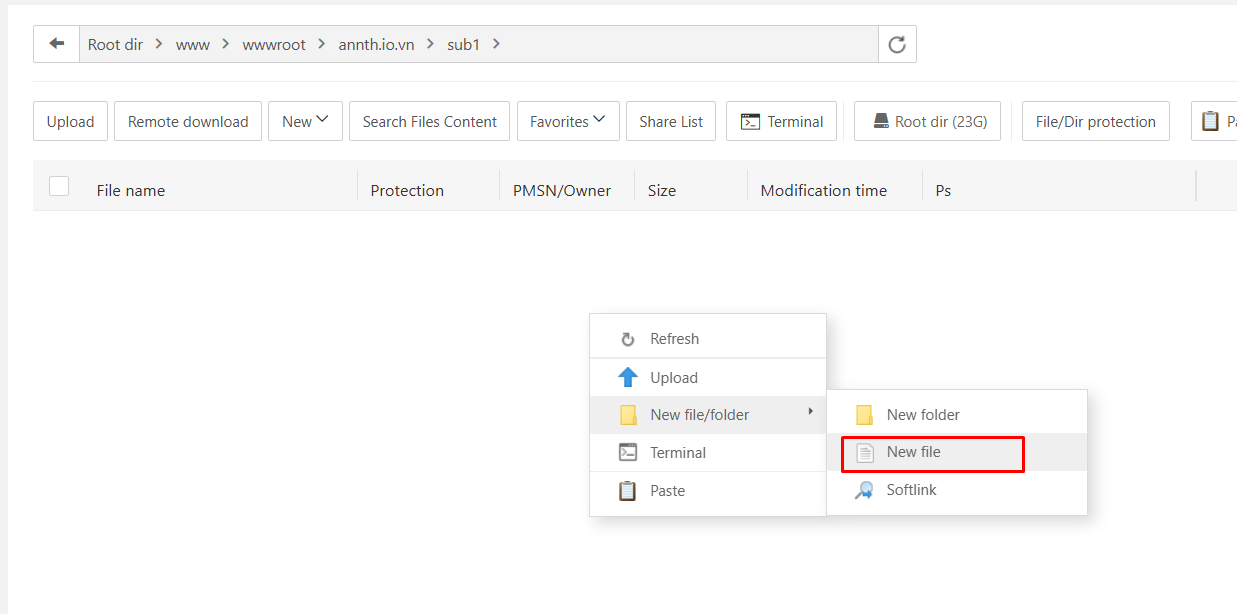 Root dir > www > wwwroot > annth.io.vn > sub1 >
Upload Remote download New Search Files Content Favorites Share List Terminal Root dir (23G) File/Dir protection
File name Protection PMSN/Owner Size Modification time Ps
Refresh
Upload
New file/folder
Terminal
Paste
New folder
New file
Softlink